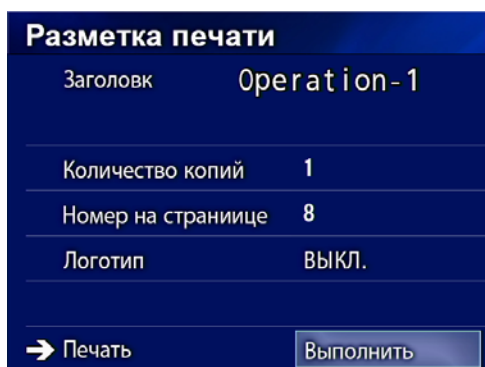 Разметка печати
Заголовк Operation-1
Количество копий 1
Номер на страниице 8
Логотип ВЫКЛ.
Печать Выполнить